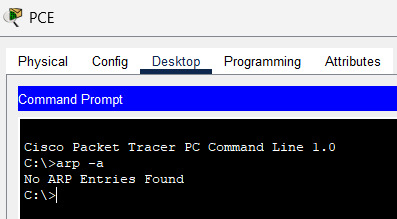 PCE
Physical Config Desktop Programming Attributes
Command Prompt
Cisco Packet Tracer PC Command Line 1.0
C:\>arp -a
No ARP Entries Found
C:\>